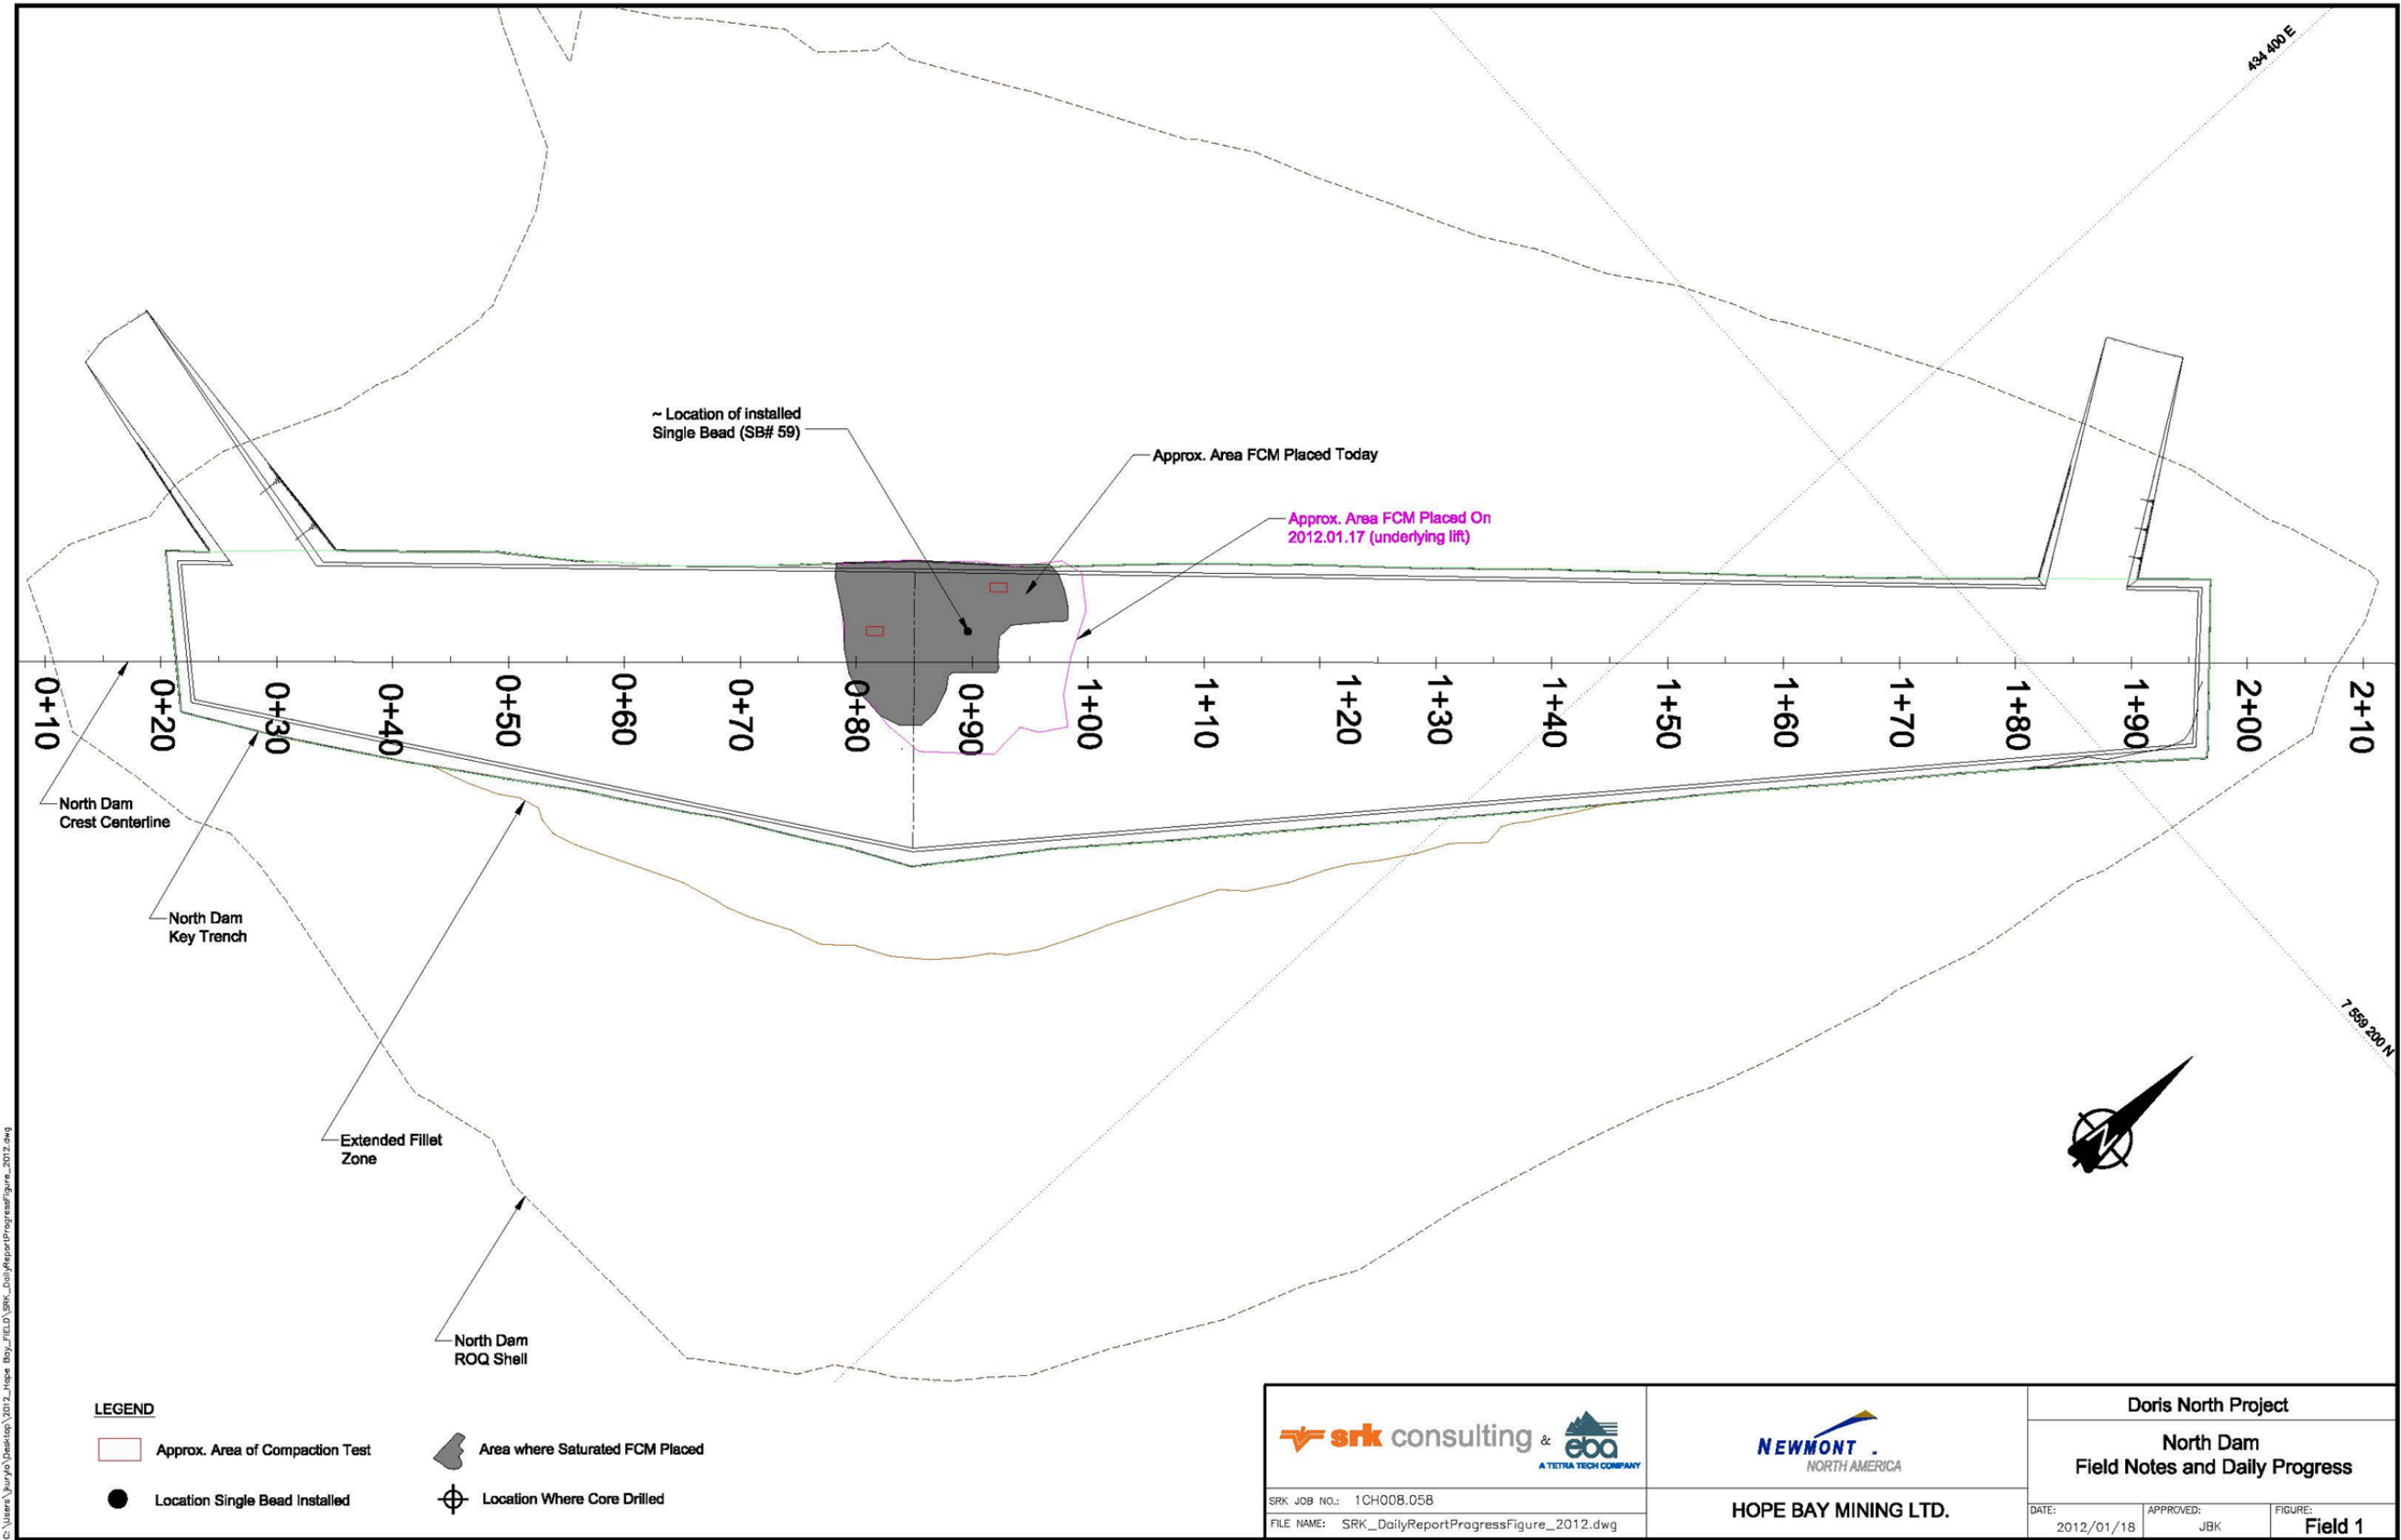 434 400 E
~ Location of installed
Single Bead (SB# 59)
Approx. Area FCM Placed Today
Approx. Area FCM Placed On
2012.01.17 (underlying lift)
0+10
0+20
0+30
0+40
0+50
0+60
0+70
0+80
0+90
1+00
1+10
1+20
1+30
1+40
1+50
1+60
1+70
1+80
1+90
2+00
2+10
North Dam
Crest Centerline
North Dam
Key Trench
Extended Fillet
Zone
North Dam
ROQ Shell
7 559 200 N
N
LEGEND
Approx. Area of Compaction Test
Area where Saturated FCM Placed
Location Single Bead Installed
Location Where Core Drilled
srk consulting & eba
A TETRA TECH COMPANY
SRK JOB NO.: 1CH008.058
FILE NAME: SRK_DailyReportProgressFigure_2012.dwg
NEWMONT
NORTH AMERICA
HOPE BAY MINING LTD.
Doris North Project
North Dam
Field Notes and Daily Progress
DATE: 2012/01/18
APPROVED: JBK
FIGURE: Field 1
C:\Users\jkurylo\Desktop\2012_Hope Bay_FIELD\SRK_DailyReportProgressFigure_2012.dwg